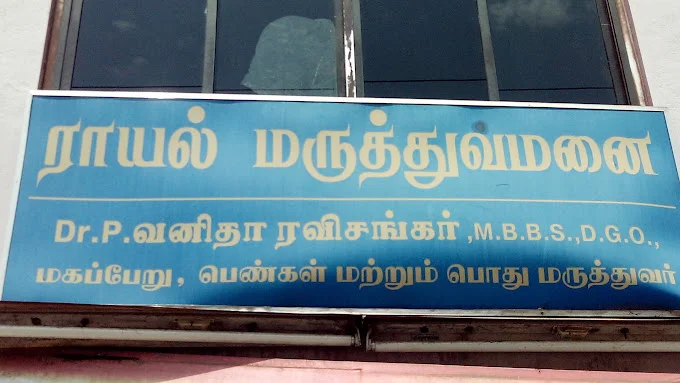 ராயல் மருத்துவமனை
Dr.P.வனிதா ரவிசங்கர் ,M.B.B.S.,D.G.O.,
மகப்பேறு, பெண்கள் மற்றும் பொது மருத்துவர்